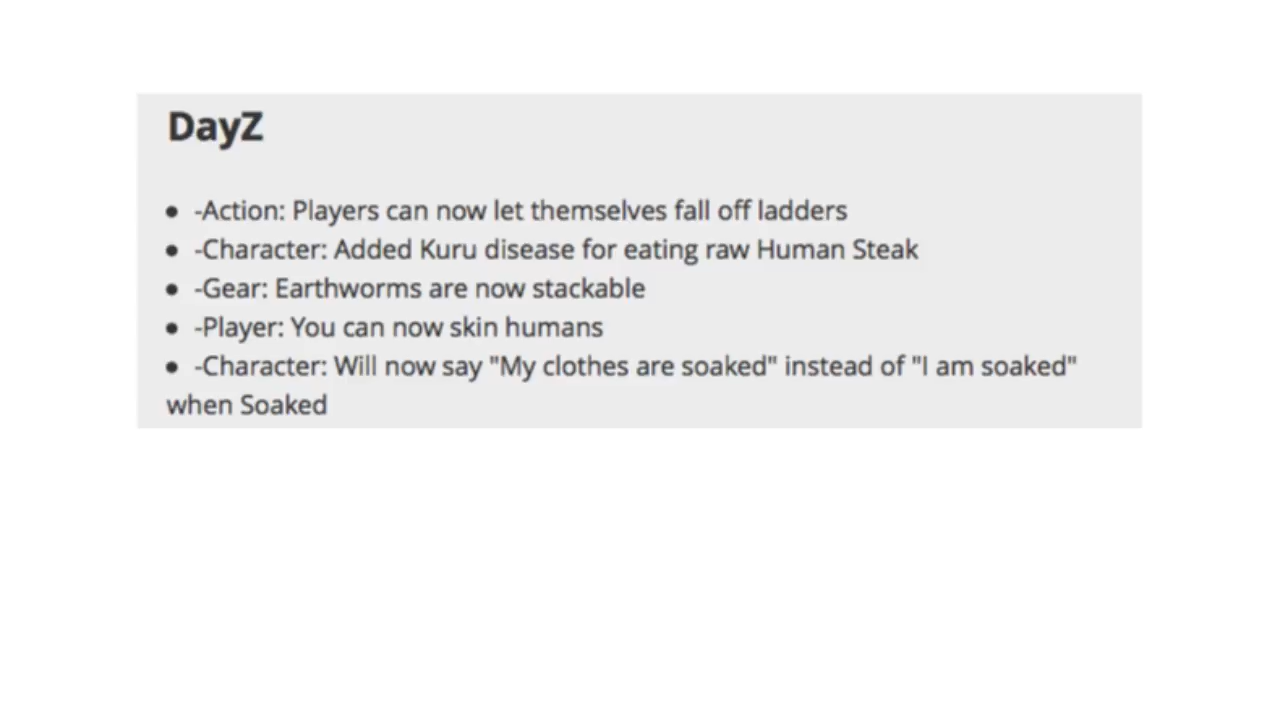 DayZ
• -Action: Players can now let themselves fall off ladders
• -Character: Added Kuru disease for eating raw Human Steak
• -Gear: Earthworms are now stackable
• -Player: You can now skin humans
• -Character: Will now say "My clothes are soaked" instead of "I am soaked"
when Soaked